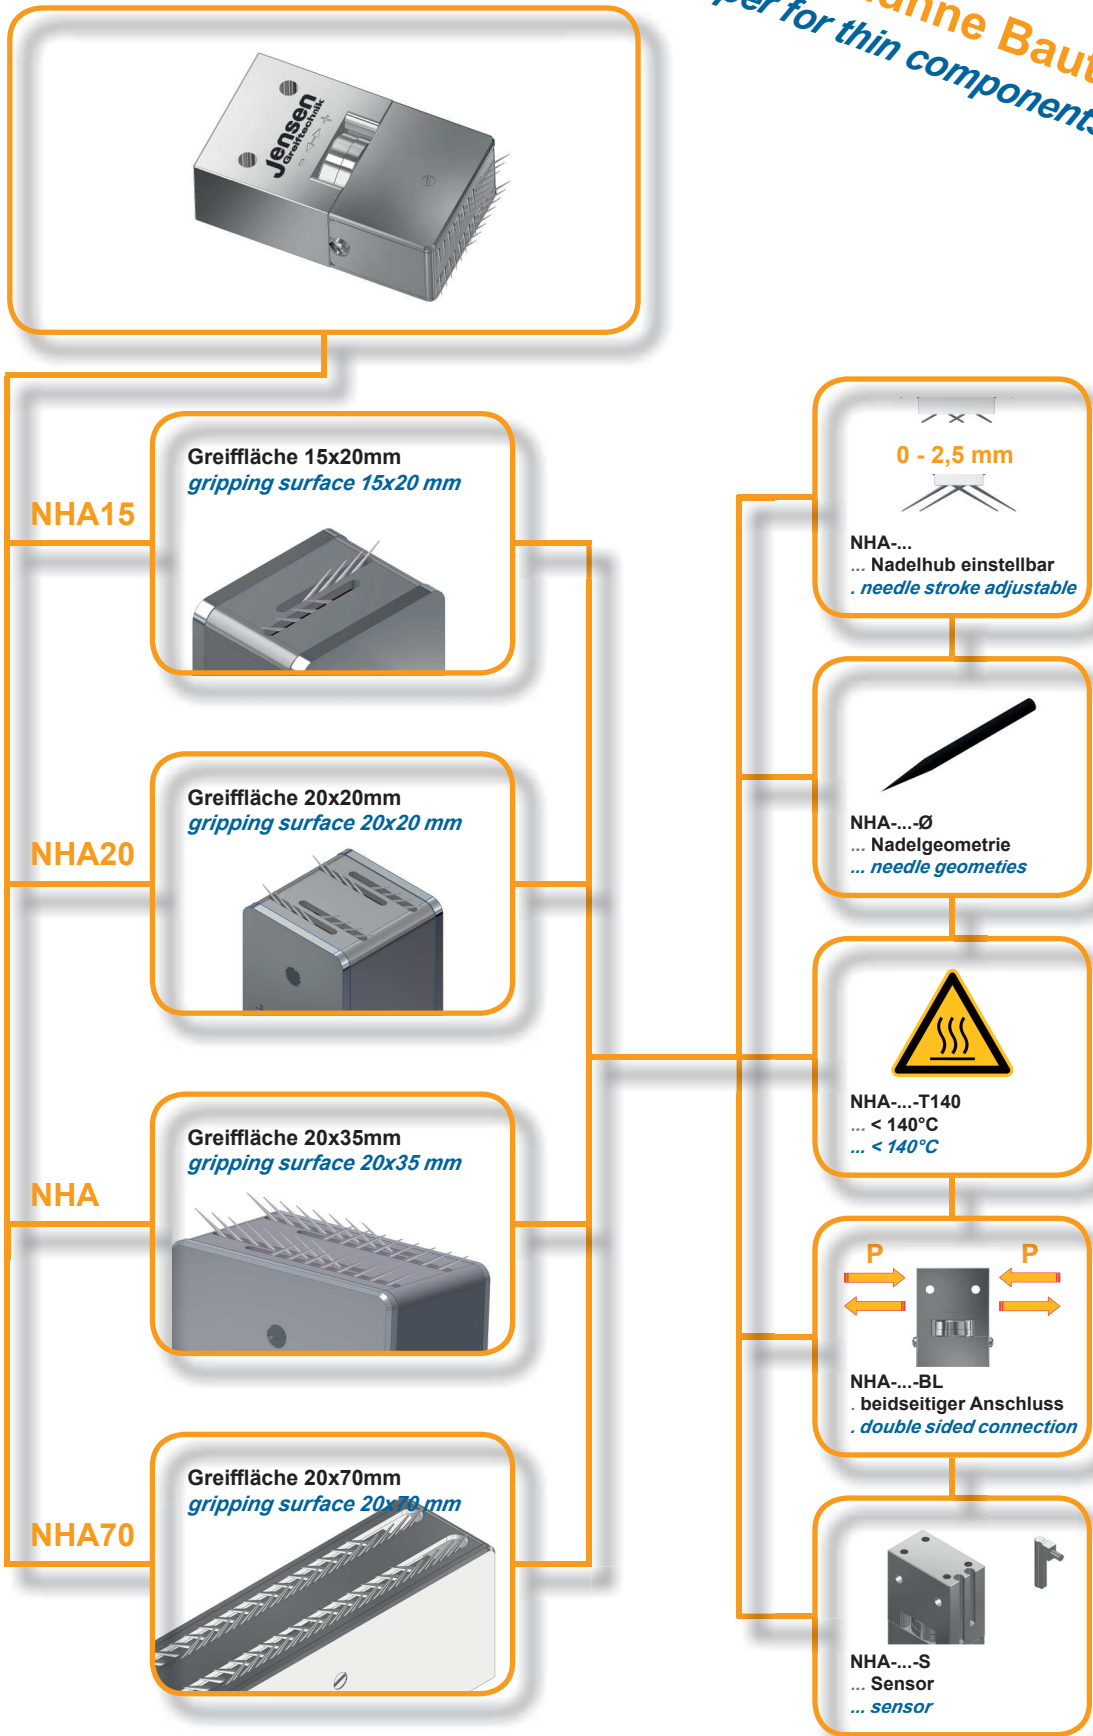 Jensen
Greiftechnik
- +
for thin components
Greiffläche 15x20mm
gripping surface 15x20 mm
NHA15
Greiffläche 20x20mm
gripping surface 20x20 mm
NHA20
Greiffläche 20x35mm
gripping surface 20x35 mm
NHA
Greiffläche 20x70mm
gripping surface 20x70 mm
NHA70
0 - 2,5 mm
NHA-...
... Nadelhub einstellbar
. needle stroke adjustable
NHA-...-Ø
... Nadelgeometrie
... needle geometies
NHA-...-T140
... < 140°C
... < 140°C
P P
NHA-...-BL
. beidseitiger Anschluss
. double sided connection
NHA-...-S
... Sensor
... sensor